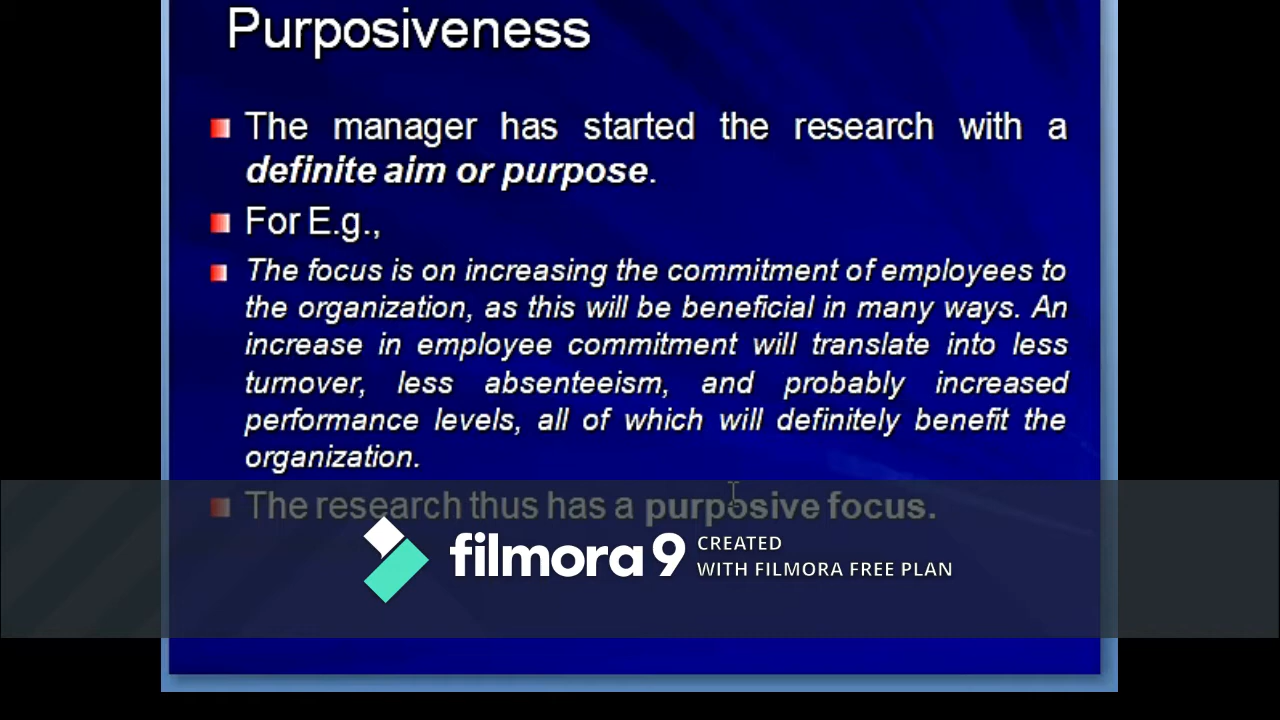 Purposiveness
The manager has started the research with a
definite aim or purpose.
For E.g.,
The focus is on increasing the commitment of employees to
the organization, as this will be beneficial in many ways. An
increase in employee commitment will translate into less
turnover, less absenteeism, and probably increased
performance levels, all of which will definitely benefit the
organization.
The research thus has a purposive focus.
filmora 9 CREATED
WITH FILMORA FREE PLAN